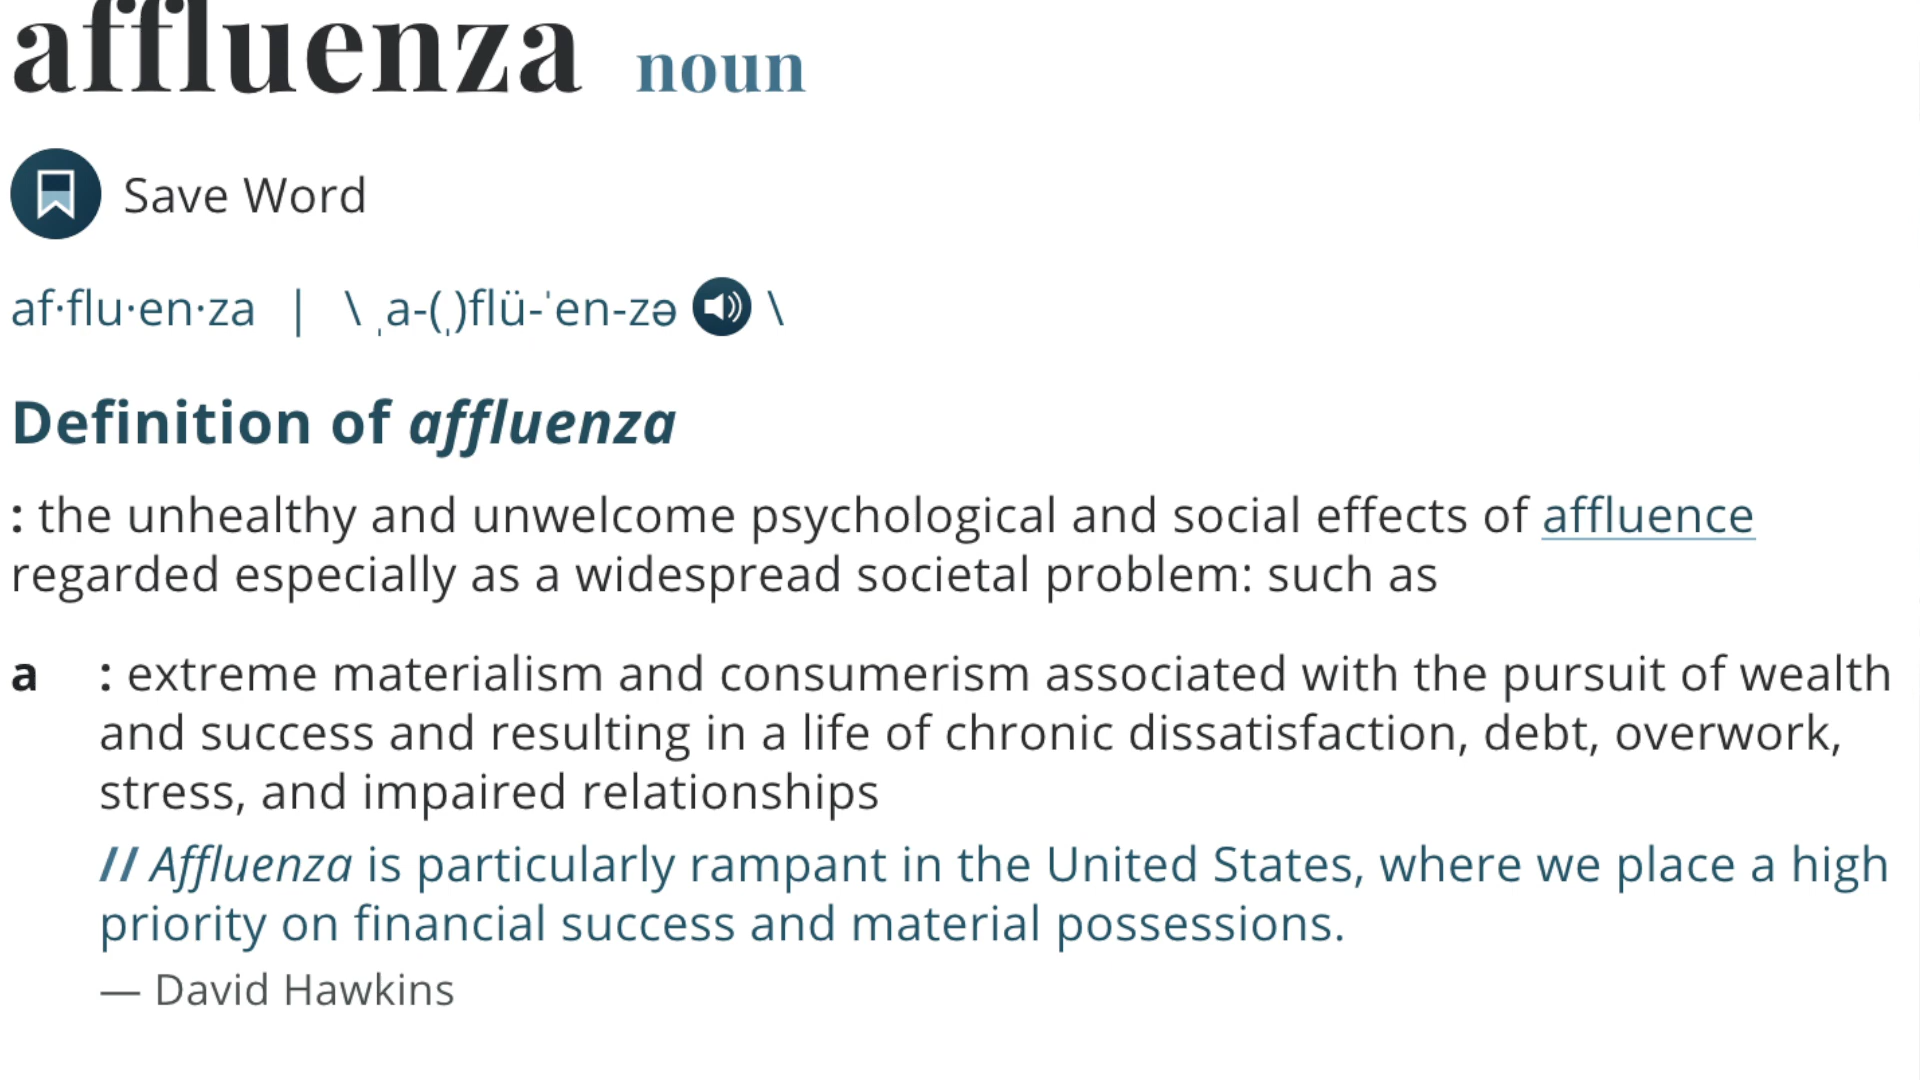 affluenza noun
Save Word
af·flu·en·za | \ ˌa-(ˌ)flü-ˈen-zə \
Definition of affluenza
: the unhealthy and unwelcome psychological and social effects of affluence
regarded especially as a widespread societal problem: such as
a : extreme materialism and consumerism associated with the pursuit of wealth
and success and resulting in a life of chronic dissatisfaction, debt, overwork,
stress, and impaired relationships
// Affluenza is particularly rampant in the United States, where we place a high
priority on financial success and material possessions.
— David Hawkins